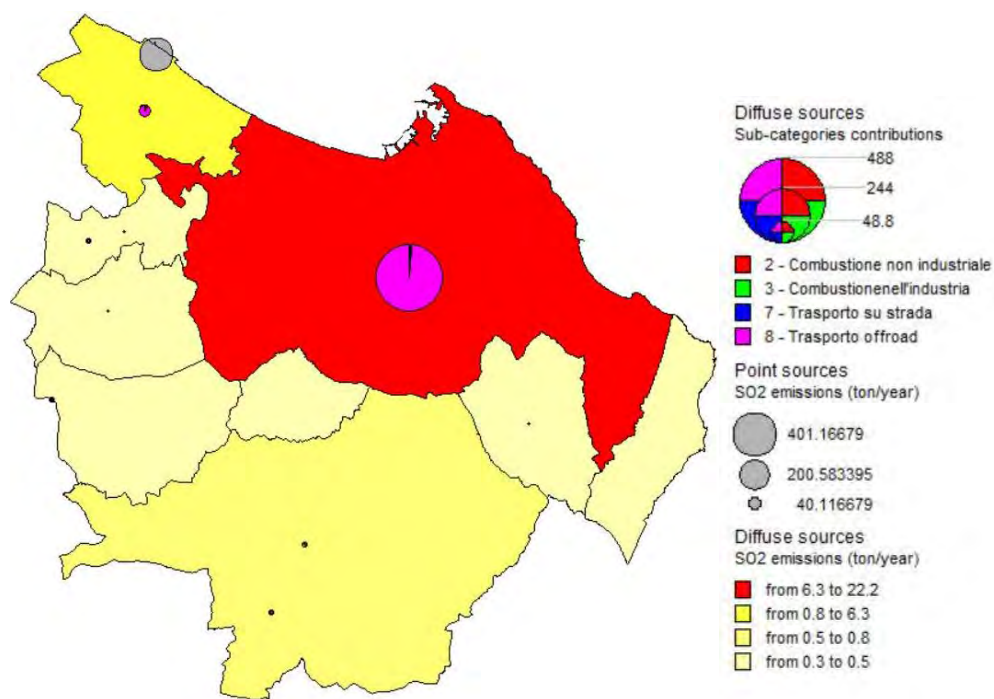 Diffuse sources
Sub-categories contributions
488
244
48.8
2 - Combustione non industriale
3 - Combustionenell'industria
7 - Trasporto su strada
8 - Trasporto offroad
Point sources
SO2 emissions (ton/year)
401.16679
200.583395
40.116679
Diffuse sources
SO2 emissions (ton/year)
from 6.3 to 22.2
from 0.8 to 6.3
from 0.5 to 0.8
from 0.3 to 0.5